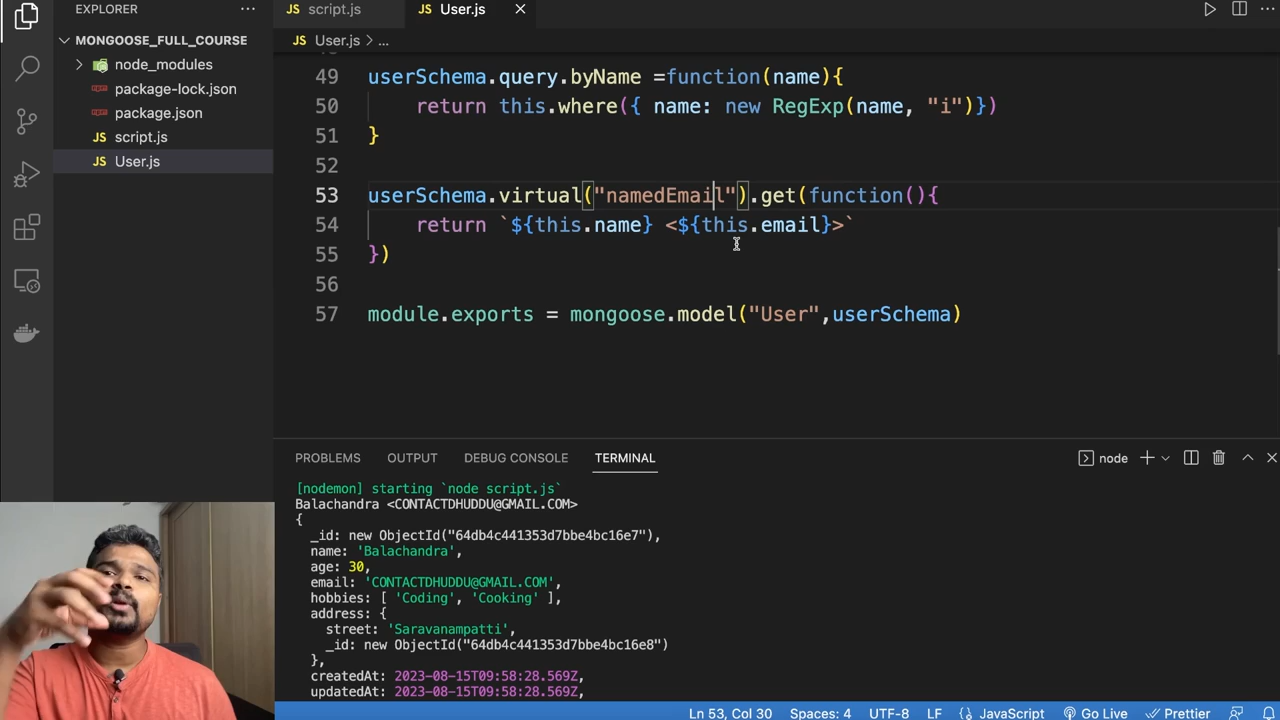 EXPLORER
MONGOOSE_FULL_COURSE
node_modules
package-lock.json
package.json
JS script.js
JS User.js
JS script.js
JS User.js
JS User.js > ...
49 userSchema.query.byName =function(name){
50 return this.where({ name: new RegExp(name, "i")})
51 }
52
53 userSchema.virtual("namedEmail").get(function(){
54 return `${this.name} <${this.email}>`
55 })
56
57 module.exports = mongoose.model("User",userSchema)
PROBLEMS OUTPUT DEBUG CONSOLE TERMINAL
node
[nodemon] starting `node script.js`
Balachandra <CONTACTDHUDDU@GMAIL.COM>
{
_id: new ObjectId("64db4c441353d7bbe4bc16e7"),
name: 'Balachandra',
age: 30,
email: 'CONTACTDHUDDU@GMAIL.COM',
hobbies: [ 'Coding', 'Cooking' ],
address: {
street: 'Saravanampatti',
_id: new ObjectId("64db4c441353d7bbe4bc16e8")
},
createdAt: 2023-08-15T09:58:28.569Z,
updatedAt: 2023-08-15T09:58:28.569Z,
Ln 53, Col 30 Spaces: 4 UTF-8 LF {} JavaScript Go Live Prettier